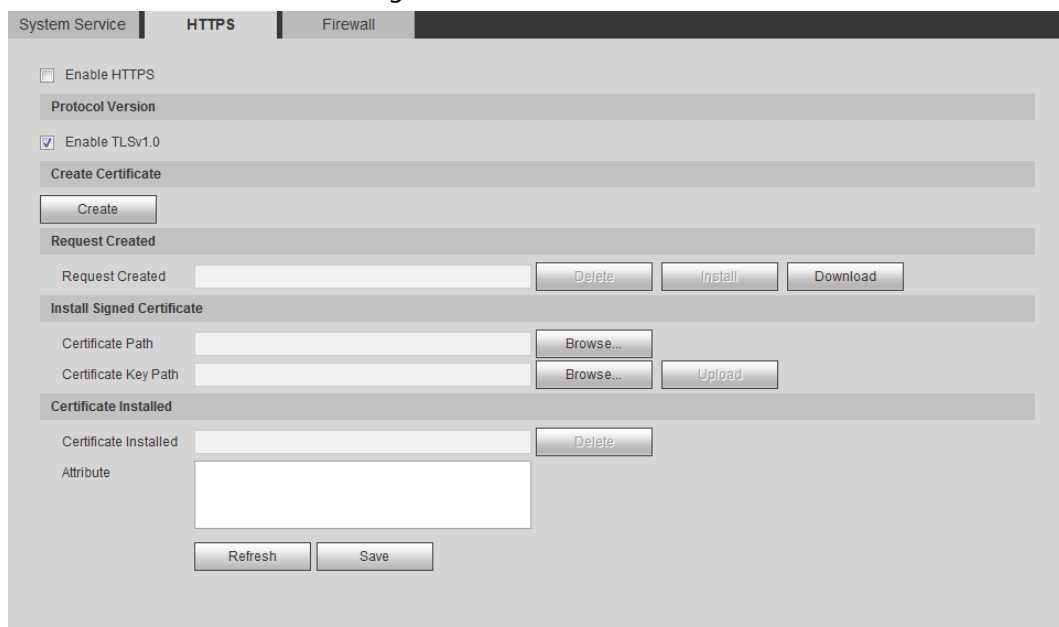 System Service HTTPS Firewall
Enable HTTPS
Protocol Version
Enable TLSv1.0
Create Certificate
Create
Request Created
Request Created Delete Install Download
Install Signed Certificate
Certificate Path Browse...
Certificate Key Path Browse... Upload
Certificate Installed
Certificate Installed Delete
Attribute
Refresh Save